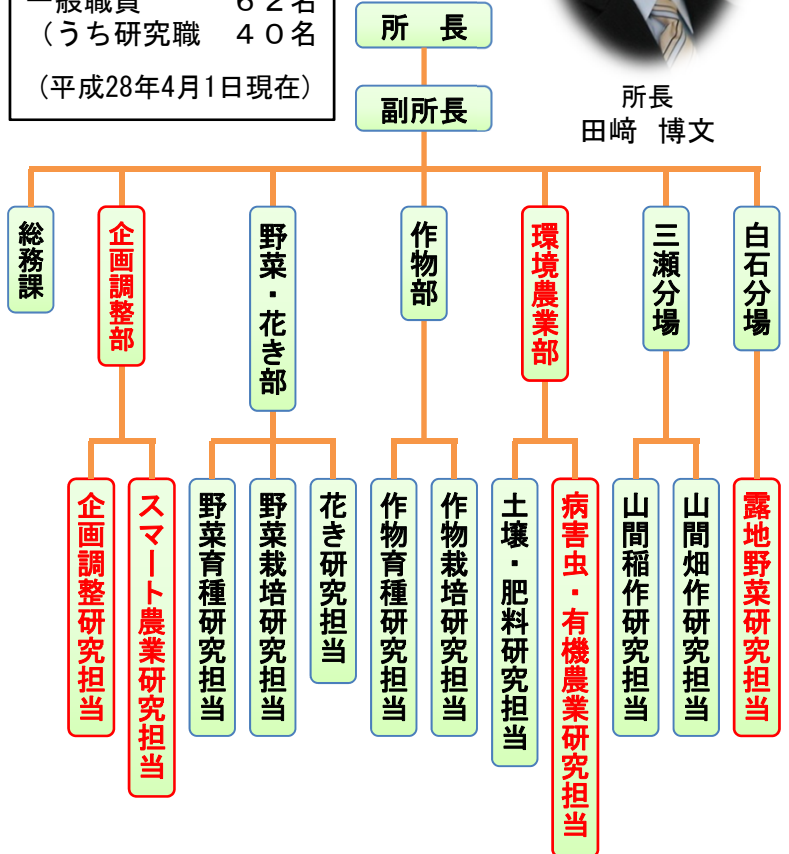 一般職員 ６２名
（うち研究職 ４０名
（平成28年4月1日現在）
所長
副所長
所長
田﨑 博文
総務課
企画調整部
野菜・花き部
作物部
環境農業部
三瀬分場
白石分場
企画調整研究担当
スマート農業研究担当
野菜育種研究担当
野菜栽培研究担当
花き研究担当
作物育種研究担当
作物栽培研究担当
土壌・肥料研究担当
病害虫・有機農業研究担当
山間稲作研究担当
山間畑作研究担当
露地野菜研究担当